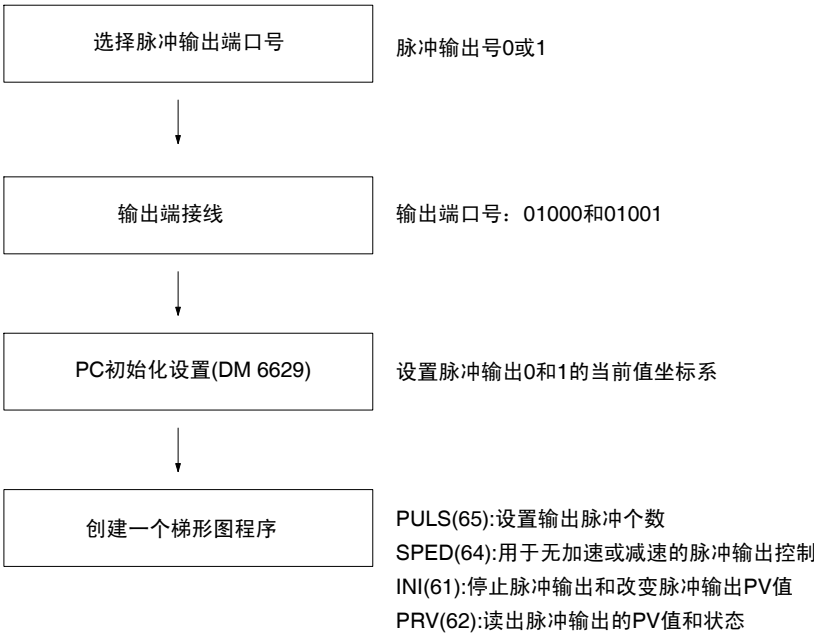 选择脉冲输出端口号
脉冲输出号0或1
输出端接线
输出端口号：01000和01001
PC初始化设置(DM 6629)
设置脉冲输出0和1的当前值坐标系
创建一个梯形图程序
PULS(65):设置输出脉冲个数
SPED(64):用于无加速或减速的脉冲输出控制
INI(61):停止脉冲输出和改变脉冲输出PV值
PRV(62):读出脉冲输出的PV值和状态